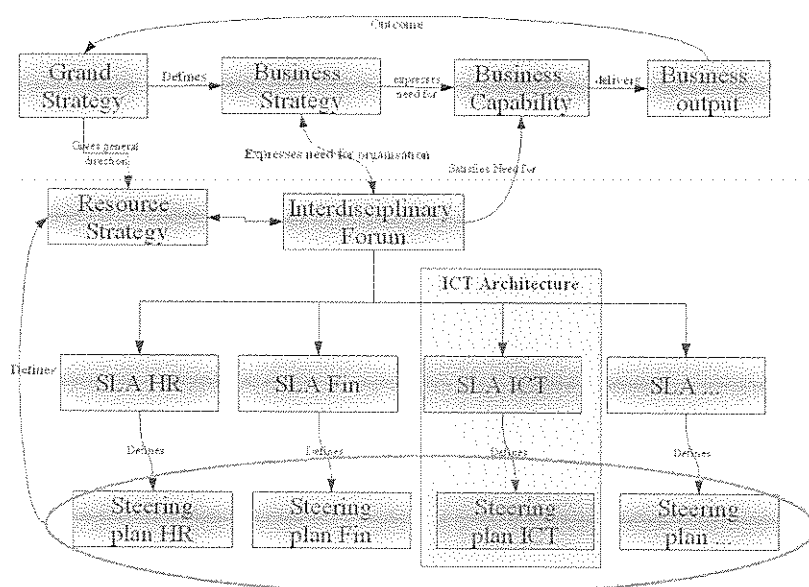 Outcome
Grand
Strategy
Defines
Business
Strategy
expresses
need for
Business
Capability
delivers
Business
output
Gives general
direction
Expresses need for organisation
Satisfies Need for
Resource
Strategy
Interdisciplinary
Forum
ICT Architecture
Defines
SLA HR
SLA Fin
SLA ICT
SLA ...
Defines
Defines
Defines
Defines
Steering
plan HR
Steering
plan Fin
Steering
plan ICT
Steering
plan ...